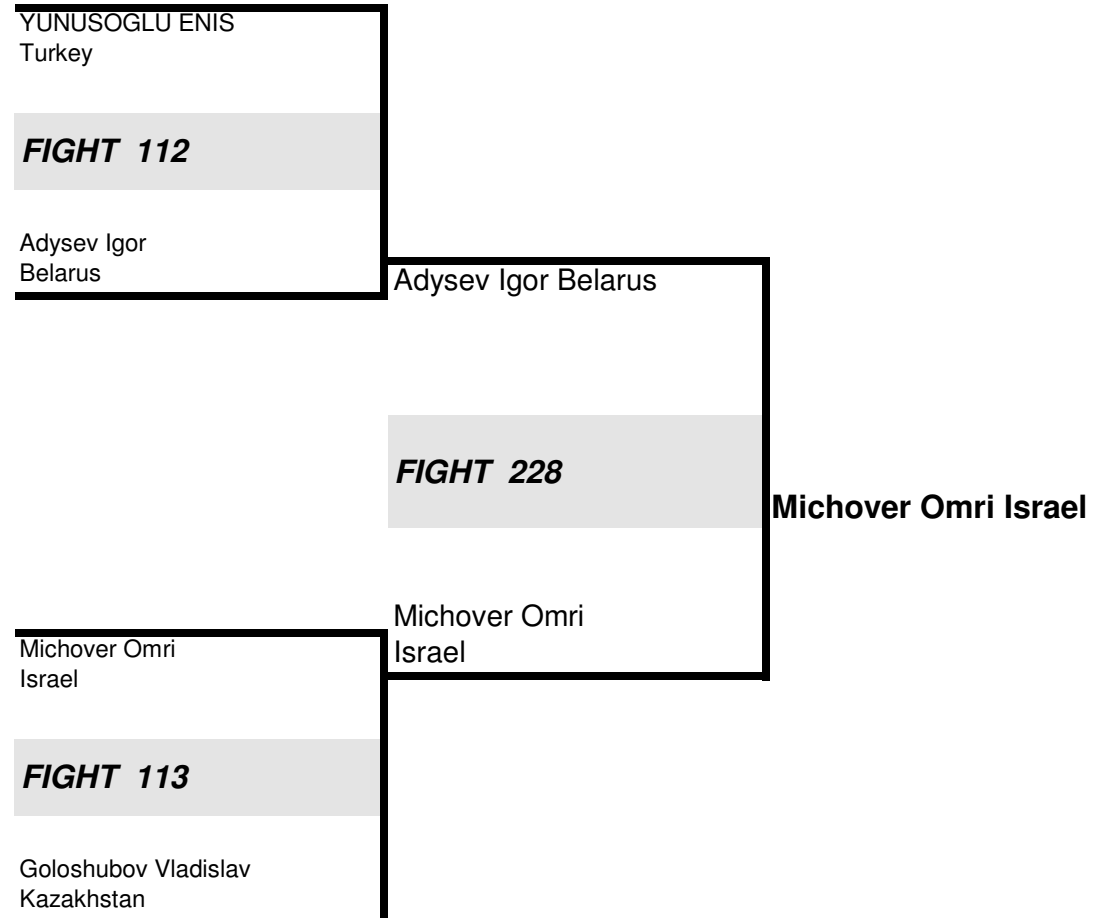 YUNUSOGLU ENIS
Turkey
FIGHT 112
Adysev Igor
Belarus
Adysev Igor Belarus
FIGHT 228
Michover Omri Israel
Michover Omri
Israel
Michover Omri
Israel
FIGHT 113
Goloshubov Vladislav
Kazakhstan